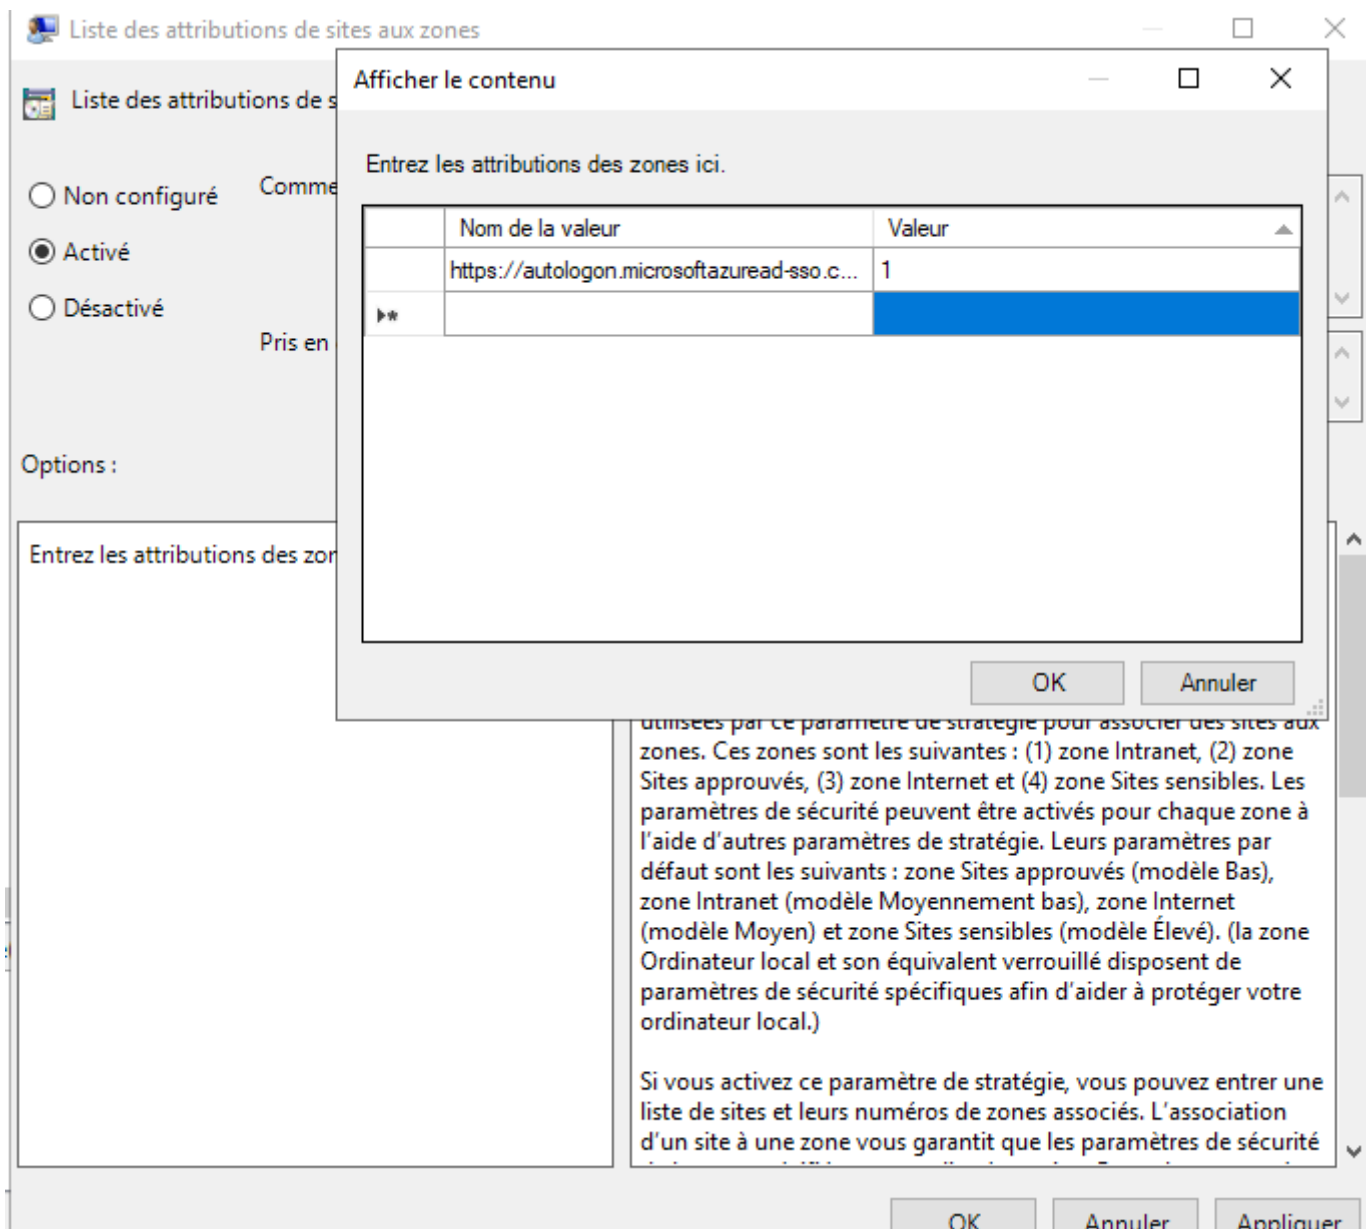 Liste des attributions de sites aux zones
Afficher le contenu
Liste des attributions de s
Entrez les attributions des zones ici.
Non configuré
Comme
Activé
Désactivé
Pris en
Nom de la valeur
Valeur
https://autologon.microsoftazuread-sso.c...
1
Options :
Entrez les attributions des zon
OK
Annuler
utilisées par ce paramètre de stratégie pour associer des sites aux
zones. Ces zones sont les suivantes : (1) zone Intranet, (2) zone
Sites approuvés, (3) zone Internet et (4) zone Sites sensibles. Les
paramètres de sécurité peuvent être activés pour chaque zone à
l'aide d'autres paramètres de stratégie. Leurs paramètres par
défaut sont les suivants : zone Sites approuvés (modèle Bas),
zone Intranet (modèle Moyennement bas), zone Internet
(modèle Moyen) et zone Sites sensibles (modèle Élevé). (la zone
Ordinateur local et son équivalent verrouillé disposent de
paramètres de sécurité spécifiques afin d'aider à protéger votre
ordinateur local.)
Si vous activez ce paramètre de stratégie, vous pouvez entrer une
liste de sites et leurs numéros de zones associés. L'association
d'un site à une zone vous garantit que les paramètres de sécurité
OK
Annuler
Appliquer